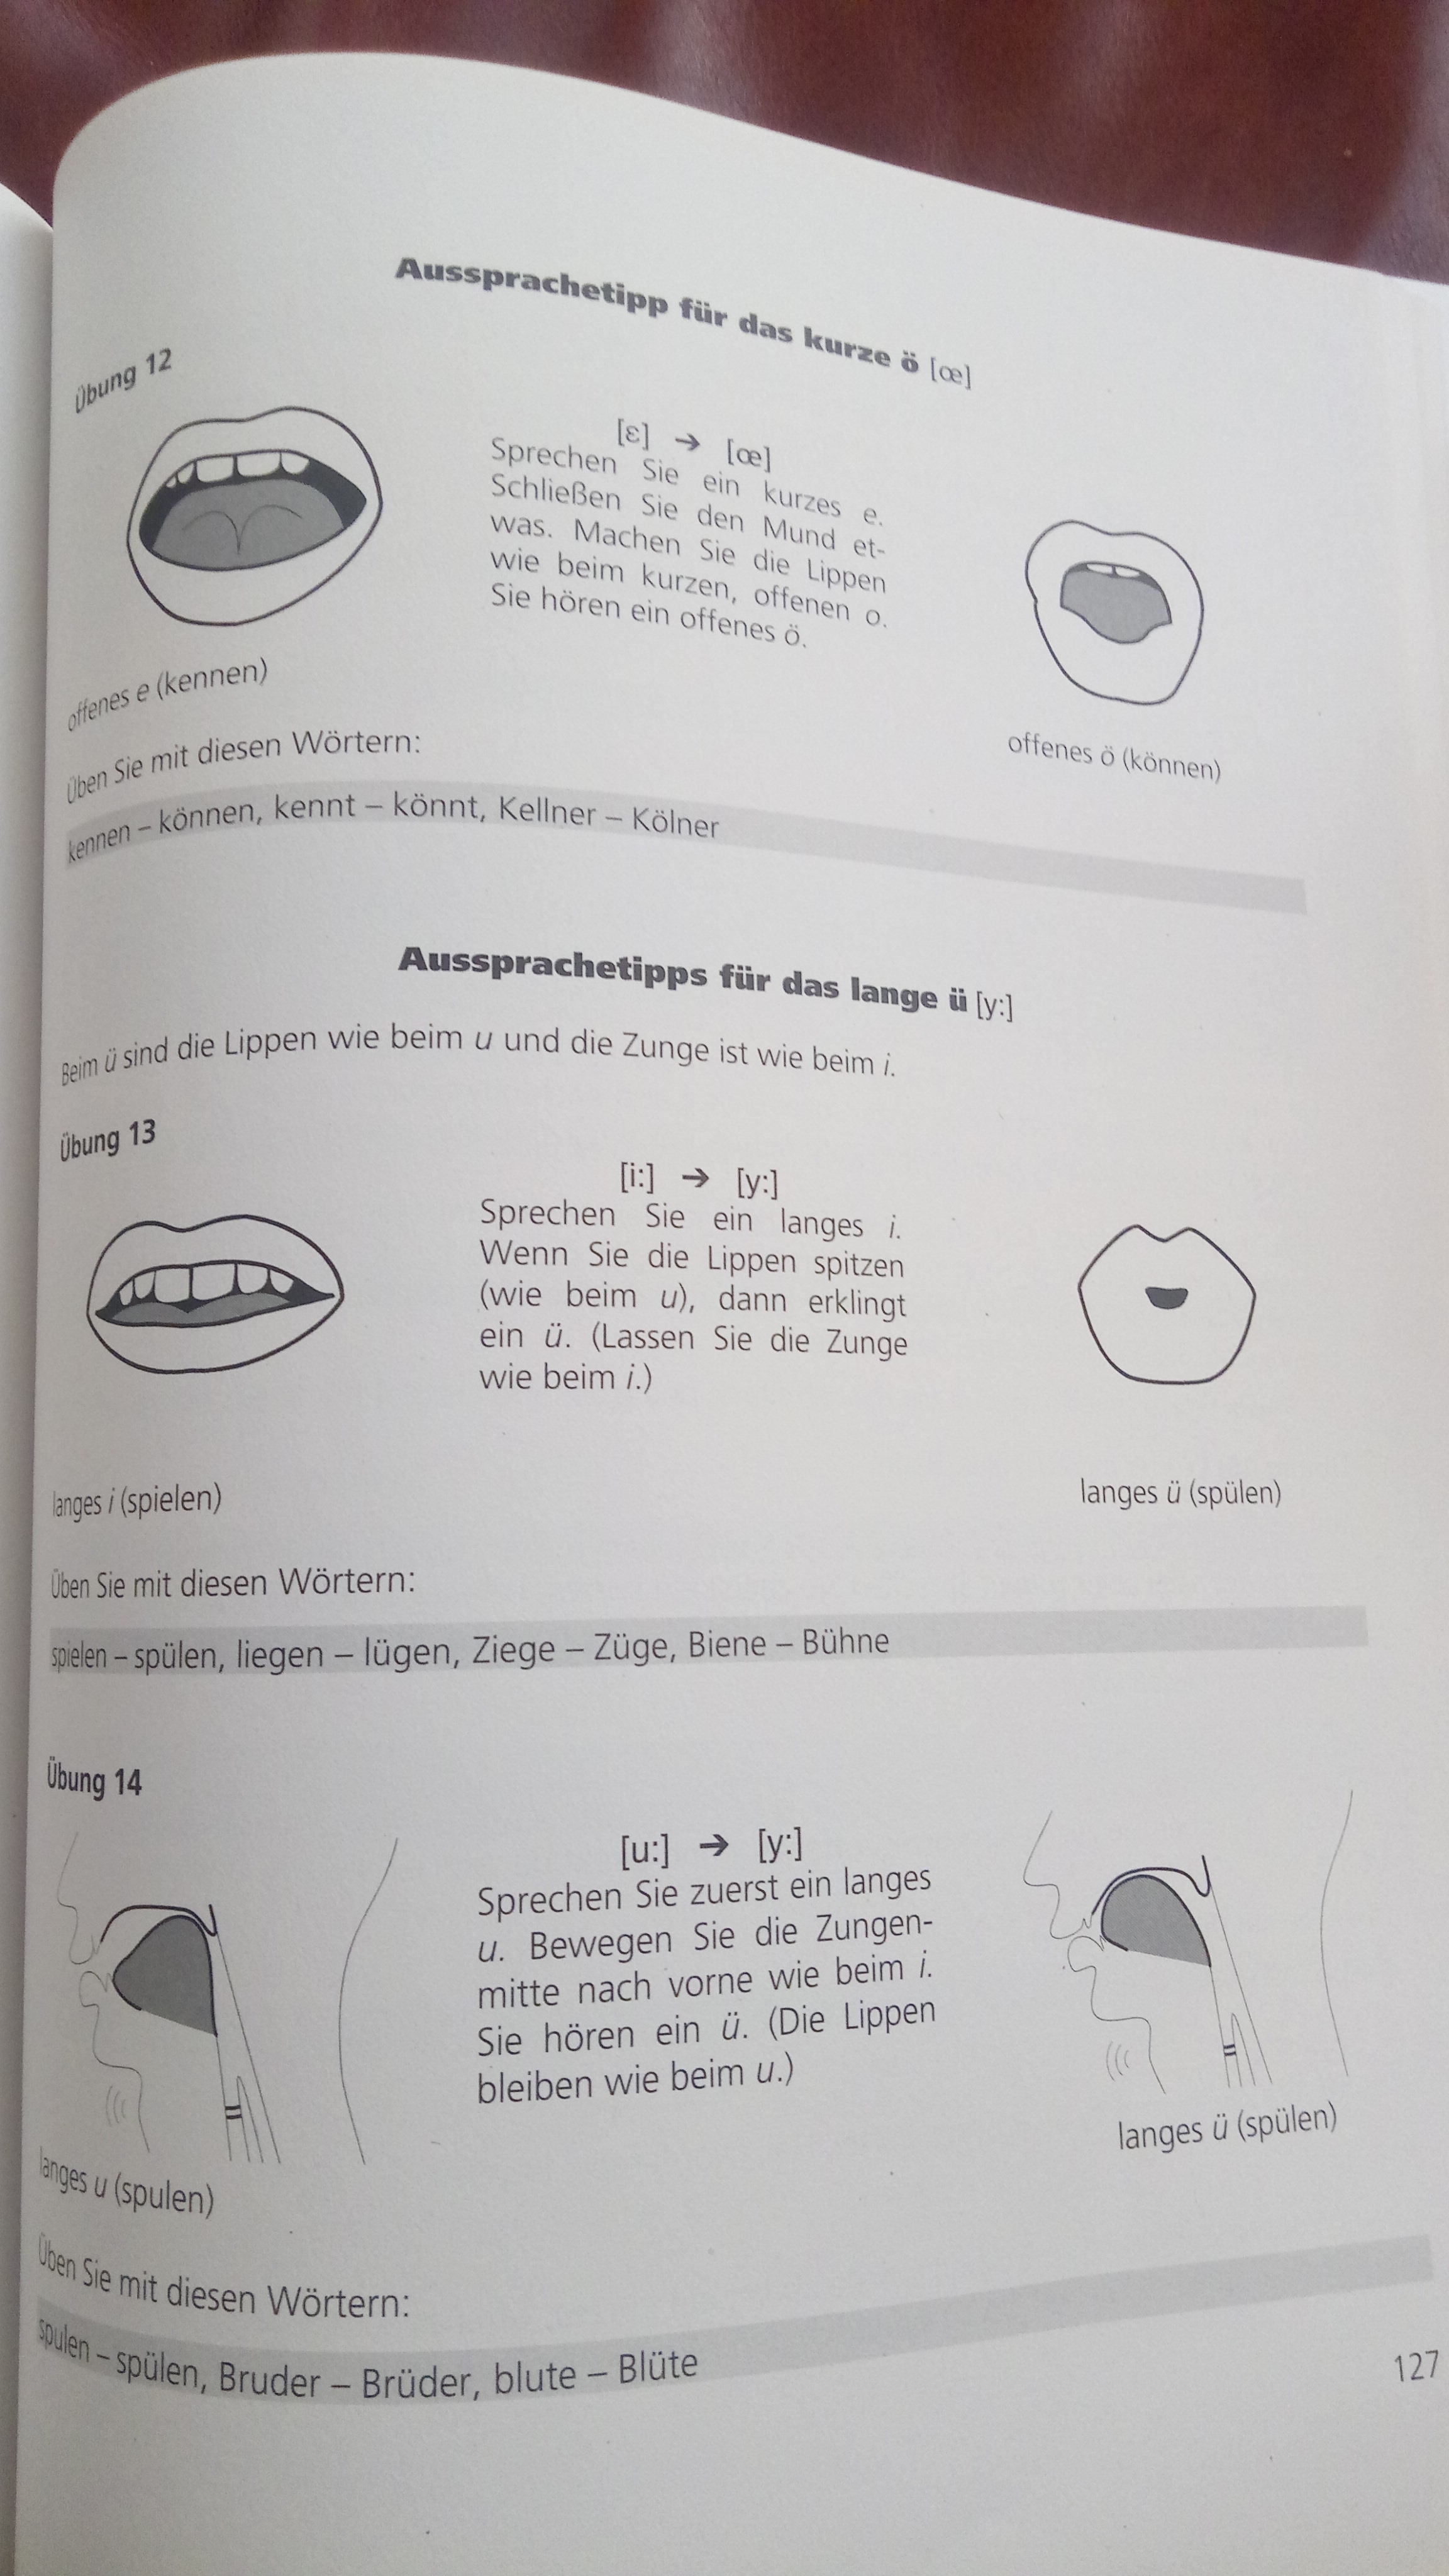 Aussprachetipp für das kurze ö [œ]
Übung 12
[ɛ] → [œ]
Sprechen Sie ein kurzes e.
Schließen Sie den Mund et-
was. Machen Sie die Lippen
wie beim kurzen, offenen o.
Sie hören ein offenes ö.
offenes e (kennen)
offenes ö (können)
Üben Sie mit diesen Wörtern:
kennen – können, kennt – könnt, Kellner – Kölner
Aussprachetipps für das lange ü [y:]
Beim ü sind die Lippen wie beim u und die Zunge ist wie beim i.
Übung 13
[i:] → [y:]
Sprechen Sie ein langes i.
Wenn Sie die Lippen spitzen
(wie beim u), dann erklingt
ein ü. (Lassen Sie die Zunge
wie beim i.)
langes i (spielen)
langes ü (spülen)
Üben Sie mit diesen Wörtern:
spielen – spülen, liegen – lügen, Ziege – Züge, Biene – Bühne
Übung 14
[u:] → [y:]
Sprechen Sie zuerst ein langes
u. Bewegen Sie die Zungen-
mitte nach vorne wie beim i.
Sie hören ein ü. (Die Lippen
bleiben wie beim u.)
langes u (spulen)
langes ü (spülen)
Üben Sie mit diesen Wörtern:
spulen – spülen, Bruder – Brüder, blute – Blüte
127